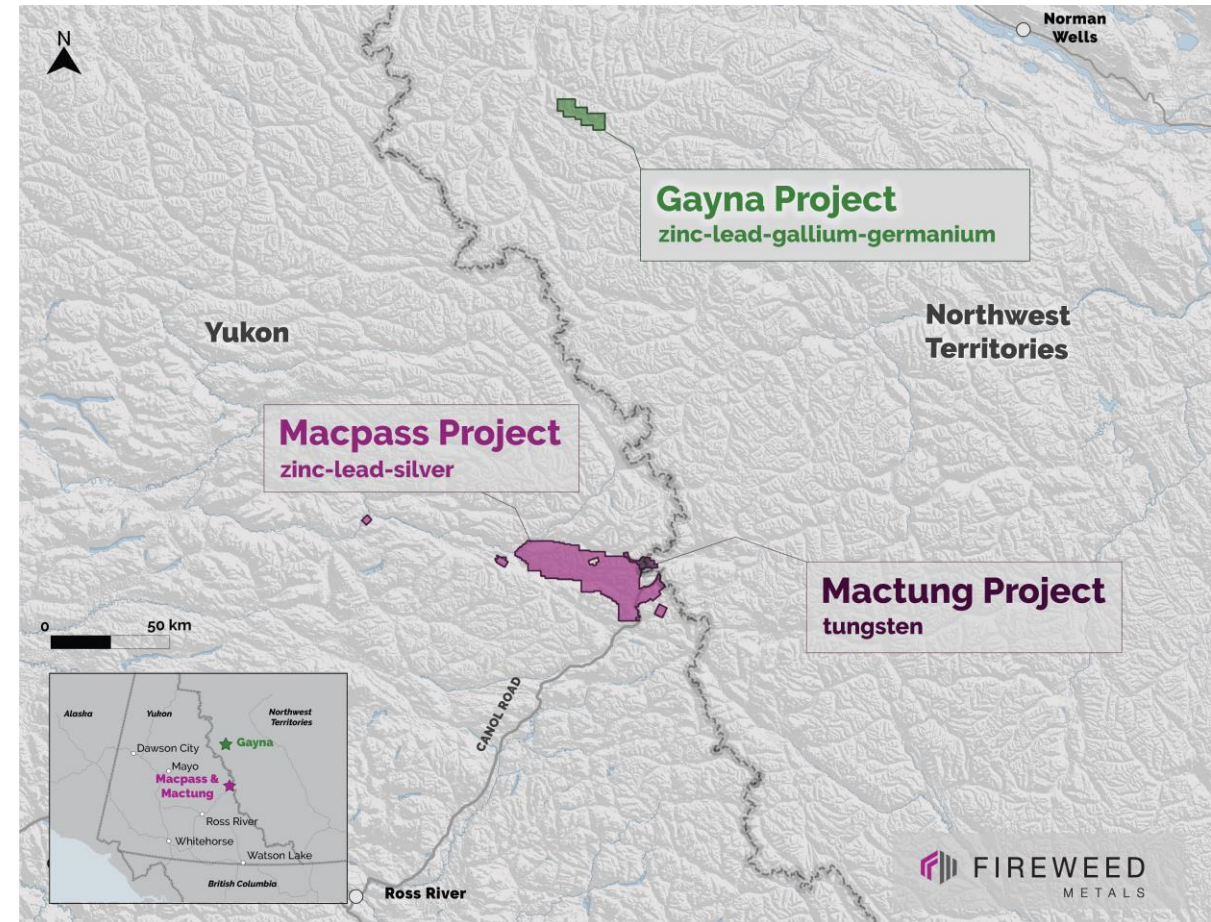 N
Norman
Wells
Gayna Project
zinc-lead-gallium-germanium
Yukon
Northwest
Territories
Macpass Project
zinc-lead-silver
Mactung Project
tungsten
0
50 km
CANOL ROAD
Alaska
Yukon
Northwest
Territories
Gayna
Dawson City
Mayo
Macpass &
Mactung
Ross River
Whitehorse
Watson Lake
British Columbia
Ross River
FIREWEED
METALS